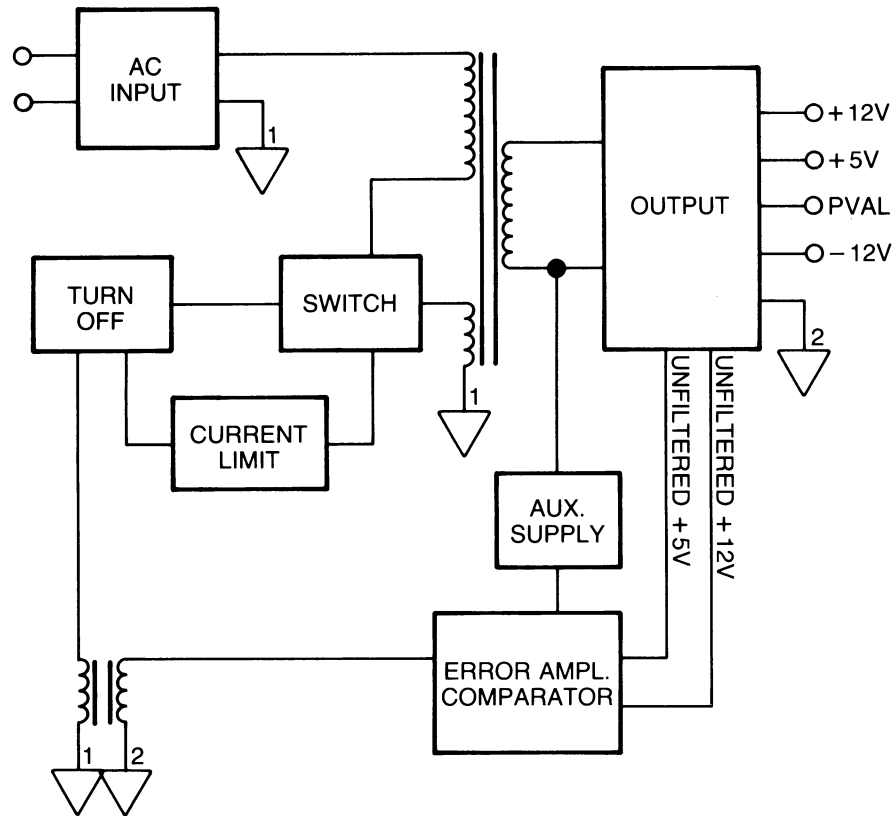 AC
INPUT
1
OUTPUT
+12V
+5V
PVAL
-12V
2
TURN
OFF
SWITCH
1
CURRENT
LIMIT
UNFILTERED +5V
UNFILTERED +12V
AUX.
SUPPLY
ERROR AMPL.
COMPARATOR
1
2